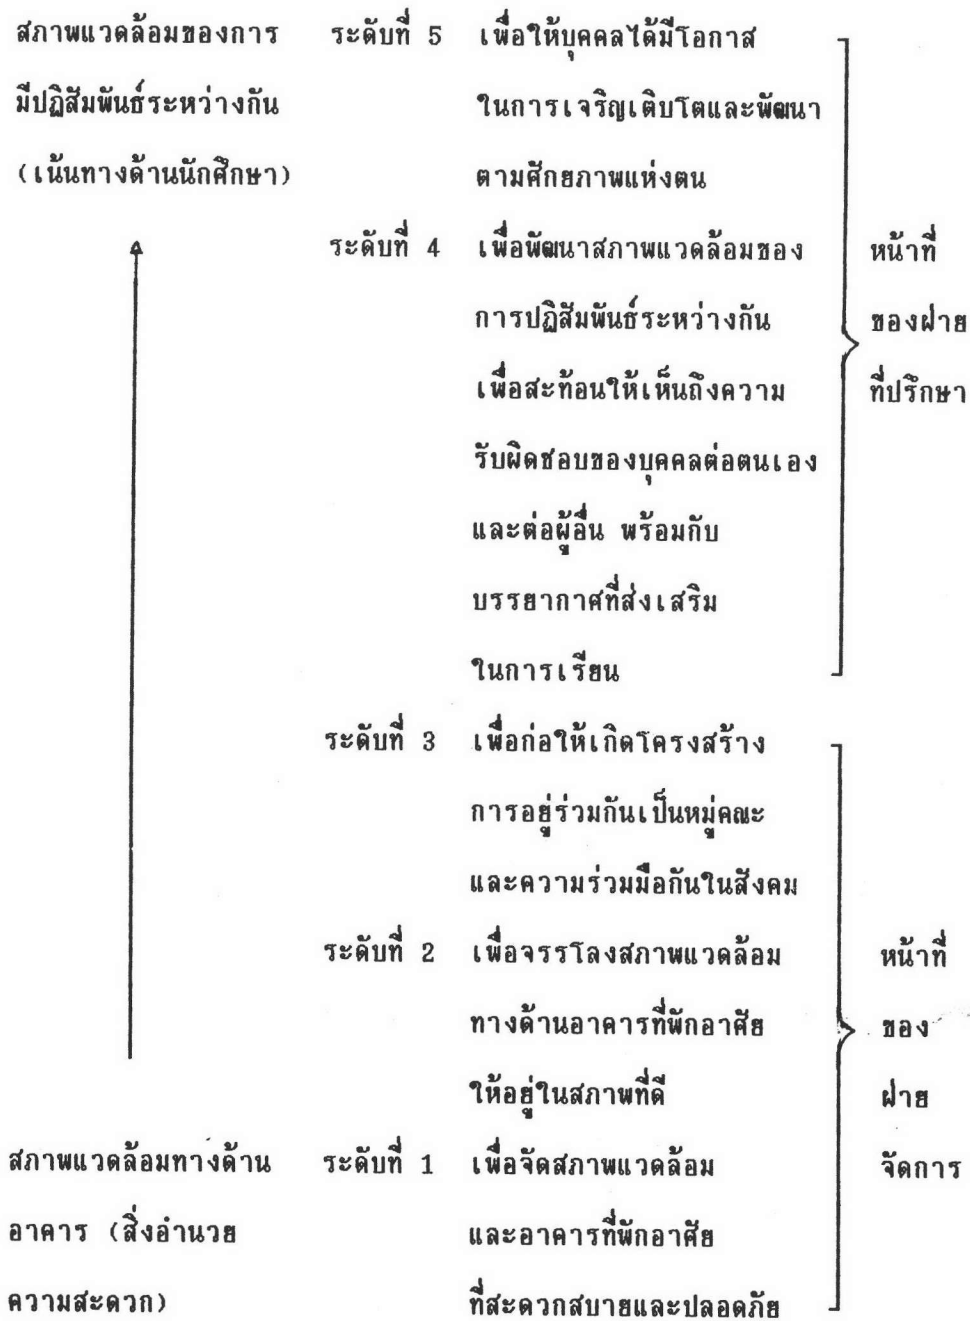 สภาพแวดล้อมของการ ระดับที่ 5 เพื่อให้บุคคลได้มีโอกาส
มีปฏิสัมพันธ์ระหว่างกัน ในการเจริญเติบโตและพัฒนา
(เน้นทางด้านนักศึกษา) ตามศักยภาพแห่งตน
ระดับที่ 4 เพื่อพัฒนาสภาพแวดล้อมของ หน้าที่
การปฏิสัมพันธ์ระหว่างกัน ของฝ่าย
เพื่อสะท้อนให้เห็นถึงความ ที่ปรึกษา
รับผิดชอบของบุคคลต่อตนเอง
และต่อผู้อื่น พร้อมกับ
บรรยากาศที่ส่งเสริม
ในการเรียน
ระดับที่ 3 เพื่อก่อให้เกิดโครงสร้าง
การอยู่ร่วมกันเป็นหมู่คณะ
และความร่วมมือกันในสังคม
ระดับที่ 2 เพื่อจรรโลงสภาพแวดล้อม หน้าที่
ทางด้านอาคารที่พักอาศัย ของ
ให้อยู่ในสภาพที่ดี ฝ่าย
สภาพแวดล้อมทางด้าน ระดับที่ 1 เพื่อจัดสภาพแวดล้อม จัดการ
อาคาร (สิ่งอำนวย และอาคารที่พักอาศัย
ความสะดวก) ที่สะดวกสบายและปลอดภัย